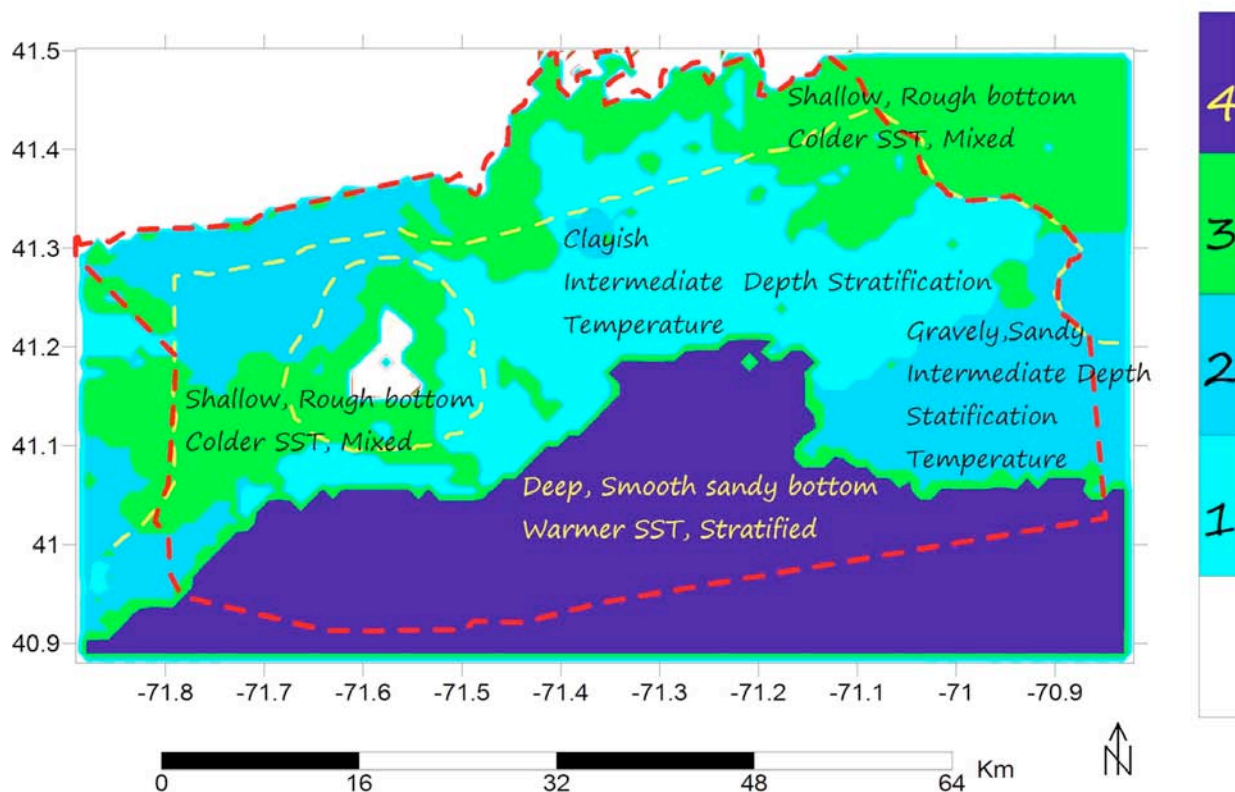 41.5
41.4
41.3
41.2
41.1
41
40.9
Shallow, Rough bottom
Colder SST, Mixed
Clayish
Intermediate Depth Stratification
Temperature
Gravely,Sandy
Intermediate Depth
Statification
Temperature
Shallow, Rough bottom
Colder SST, Mixed
Deep, Smooth sandy bottom
Warmer SST, Stratified
-71.8 -71.7 -71.6 -71.5 -71.4 -71.3 -71.2 -71.1 -71 -70.9
0 16 32 48 64 Km
N
4
3
2
1